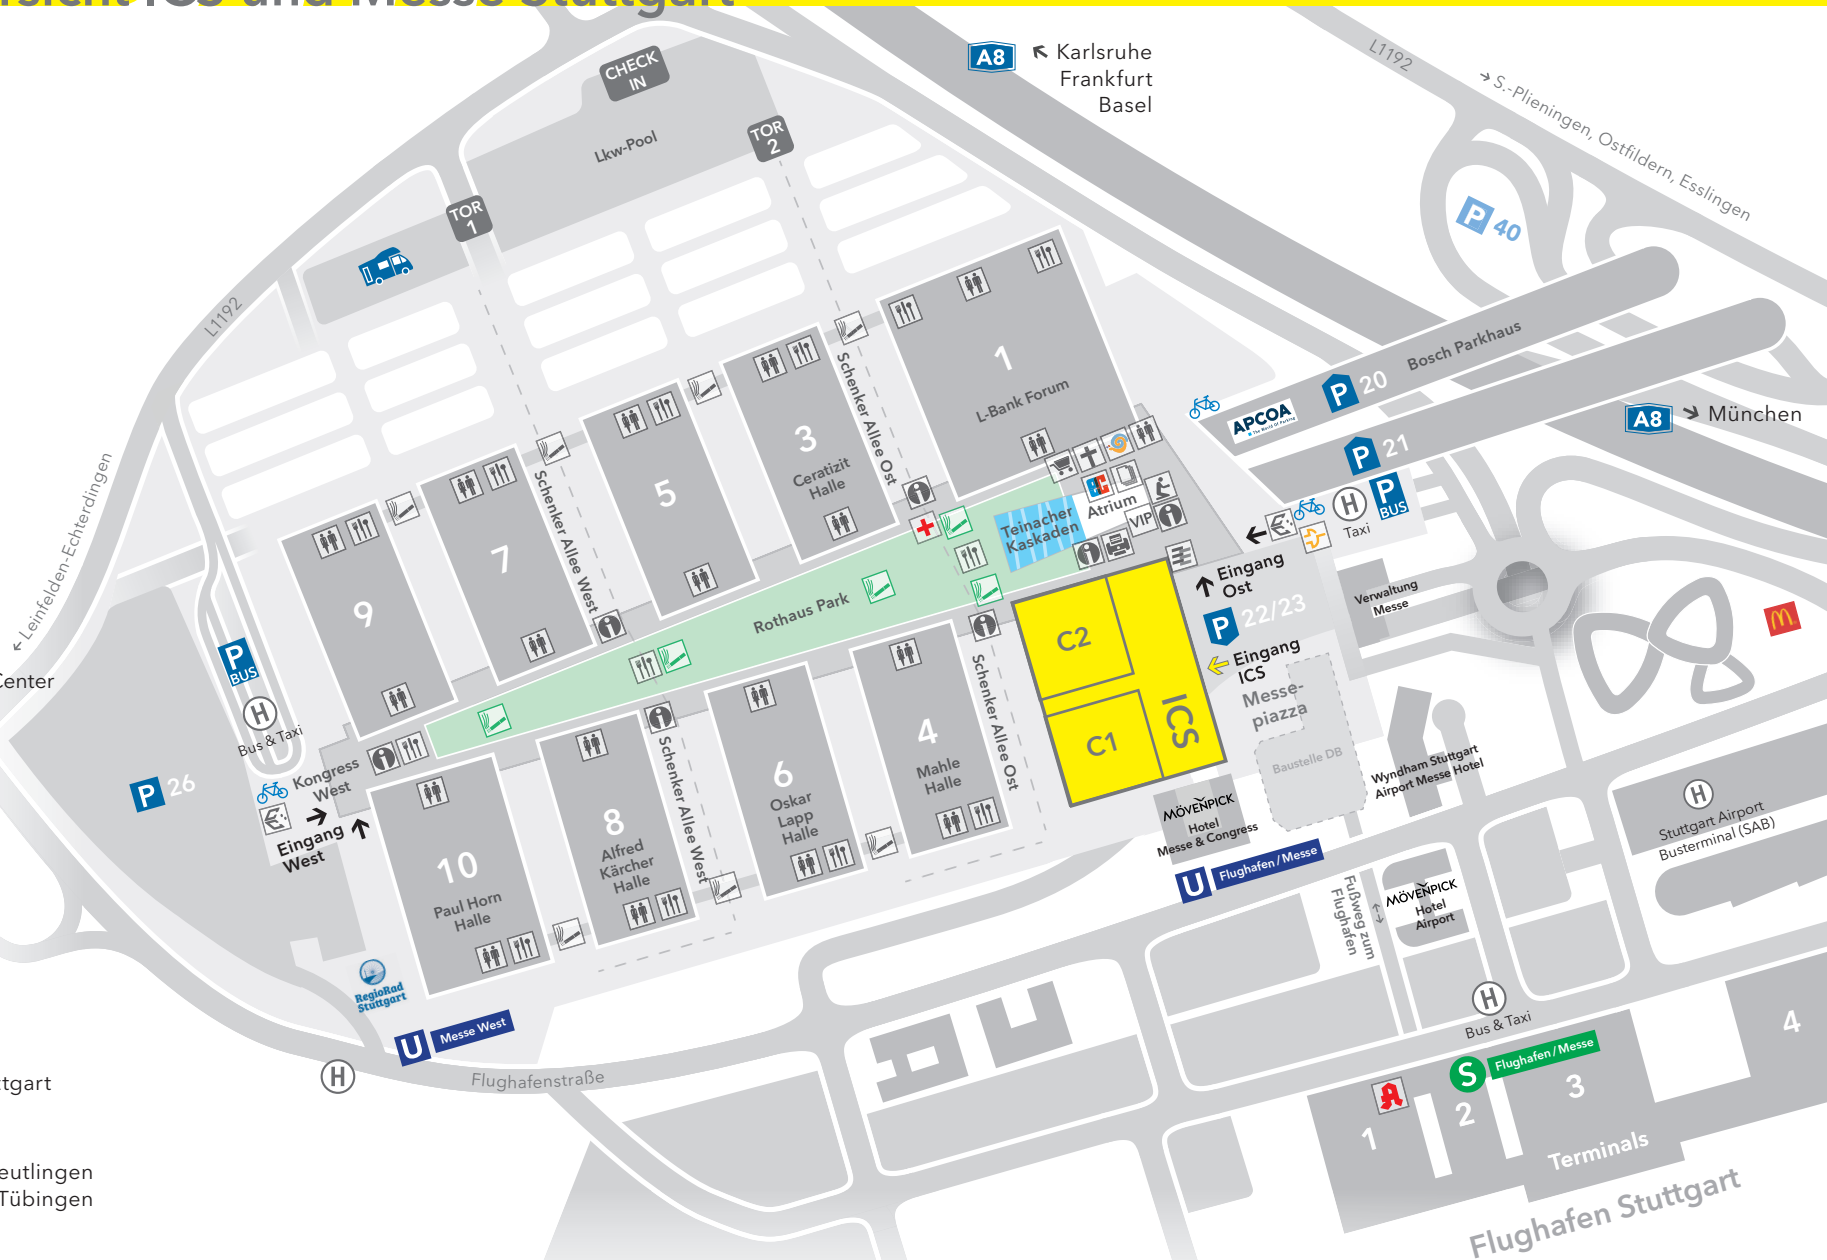 rsicht ICS und Messe Stuttgart
A8
Karlsruhe
Frankfurt
Basel
L1192
S.-Plieningen, Ostfildern, Esslingen
CHECK
IN
Lkw-Pool
TOR
2
TOR
1
P 40
L1192
Bosch Parkhaus
P 20
APCOA
A8
München
P 21
P
BUS
H
Taxi
1
L-Bank Forum
Schenker Allee Ost
3
Ceratizit
Halle
5
Schenker Allee West
7
9
Leinfelden-Echterdingen
Atrium
VIP
Teinacher
Kaskaden
Eingang
Ost
P 22/23
Eingang
ICS
Verwaltung
Messe
Messe-
piazza
Baustelle DB
Rothaus Park
C2
C1
ICS
Schenker Allee Ost
4
Mahle
Halle
6
Oskar
Lapp
Halle
Schenker Allee West
8
Alfred
Kärcher
Halle
10
Paul Horn
Halle
P
BUS
H
Bus & Taxi
Kongress
West
Eingang
West
P 26
Center
RegioRad
Stuttgart
U Messe West
H
Flughafenstraße
MÖVENPICK
Hotel
Messe & Congress
U Flughafen / Messe
Wyndham Stuttgart
Airport Messe Hotel
H
Stuttgart Airport
Busterminal (SAB)
Fußweg zum
Flughafen
MÖVENPICK
Hotel
Airport
H
Bus & Taxi
S Flughafen / Messe
1
2
3
4
Terminals
Flughafen Stuttgart
ttgart
eutlingen
Tübingen